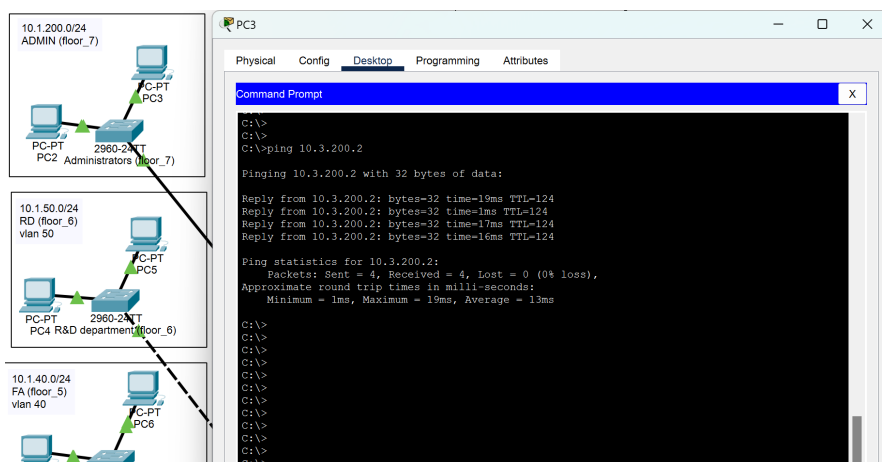 10.1.200.0/24
ADMIN (floor_7)
PC-PT
PC3
PC-PT
PC2
2960-24TT
Administrators (floor_7)
10.1.50.0/24
RD (floor_6)
vlan 50
PC-PT
PC5
PC-PT
PC4
2960-24TT
R&D department (floor_6)
10.1.40.0/24
FA (floor_5)
vlan 40
PC-PT
PC6
PC3
Physical Config Desktop Programming Attributes
Command Prompt
X
C:\>
C:\>
C:\>ping 10.3.200.2
Pinging 10.3.200.2 with 32 bytes of data:
Reply from 10.3.200.2: bytes=32 time=19ms TTL=124
Reply from 10.3.200.2: bytes=32 time=1ms TTL=124
Reply from 10.3.200.2: bytes=32 time=17ms TTL=124
Reply from 10.3.200.2: bytes=32 time=16ms TTL=124
Ping statistics for 10.3.200.2:
Packets: Sent = 4, Received = 4, Lost = 0 (0% loss),
Approximate round trip times in milli-seconds:
Minimum = 1ms, Maximum = 19ms, Average = 13ms
C:\>
C:\>
C:\>
C:\>
C:\>
C:\>
C:\>
C:\>
C:\>
C:\>
C:\>